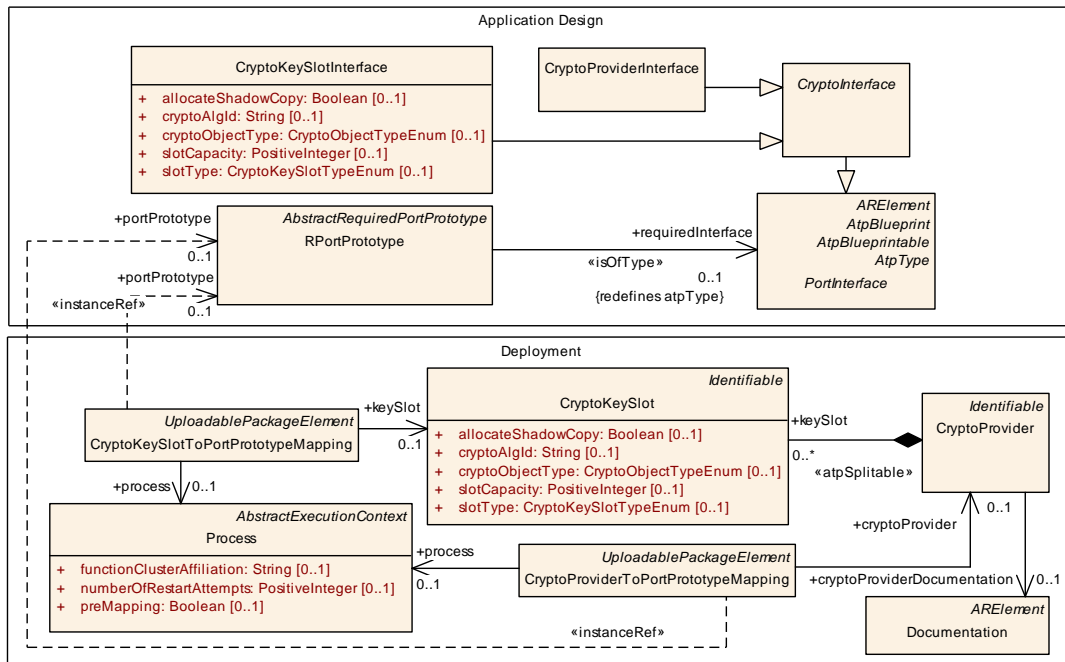 Application Design
CryptoKeySlotInterface
+ allocateShadowCopy: Boolean [0..1]
+ cryptoAlgId: String [0..1]
+ cryptoObjectType: CryptoObjectTypeEnum [0..1]
+ slotCapacity: PositiveInteger [0..1]
+ slotType: CryptoKeySlotTypeEnum [0..1]
CryptoProviderInterface
CryptoInterface
+portPrototype
0..1
+portPrototype
0..1
«instanceRef»
AbstractRequiredPortPrototype
RPortPrototype
+requiredInterface
«isOfType»
0..1
{redefines atpType}
ARElement
AtpBlueprint
AtpBlueprintable
AtpType
PortInterface
Deployment
UploadablePackageElement
CryptoKeySlotToPortPrototypeMapping
+keySlot
0..1
Identifiable
CryptoKeySlot
+ allocateShadowCopy: Boolean [0..1]
+ cryptoAlgId: String [0..1]
+ cryptoObjectType: CryptoObjectTypeEnum [0..1]
+ slotCapacity: PositiveInteger [0..1]
+ slotType: CryptoKeySlotTypeEnum [0..1]
+keySlot
0..*
«atpSplitable»
Identifiable
CryptoProvider
+process
0..1
AbstractExecutionContext
Process
+ functionClusterAffiliation: String [0..1]
+ numberOfRestartAttempts: PositiveInteger [0..1]
+ preMapping: Boolean [0..1]
+process
0..1
UploadablePackageElement
CryptoProviderToPortPrototypeMapping
+cryptoProvider
0..1
+cryptoProviderDocumentation
0..1
«instanceRef»
ARElement
Documentation